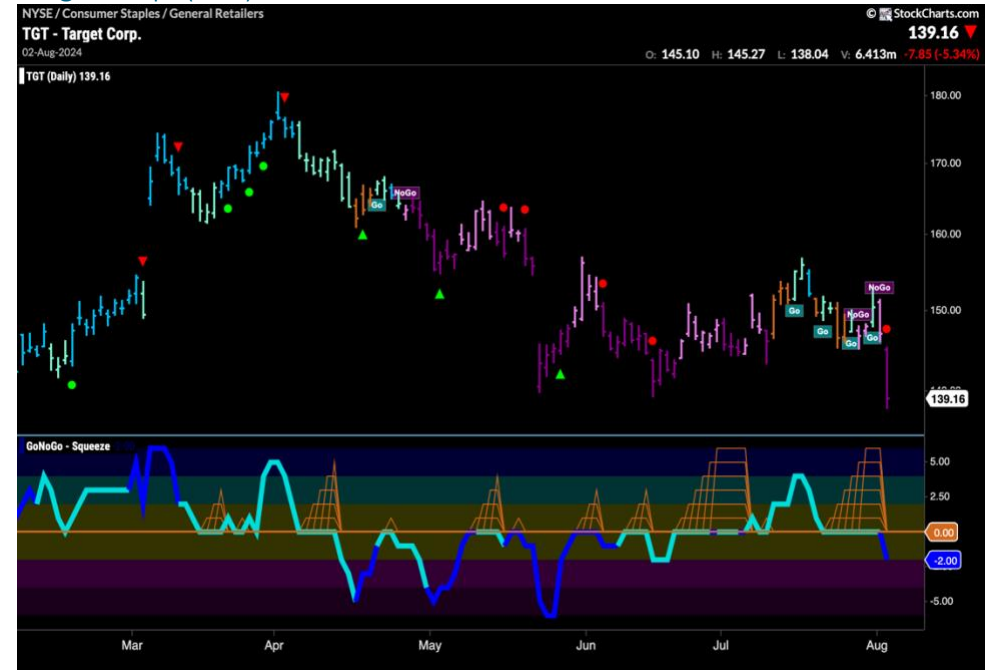 NYSE / Consumer Staples / General Retailers
© StockCharts.com
TGT - Target Corp.
139.16
02-Aug-2024
O: 145.10 H: 145.27 L: 138.04 V: 6.413m -7.85 (-5.34%)
TGT (Daily) 139.16
180.00
170.00
160.00
150.00
139.16
Go
NoGo
Go
Go
NoGo
Go
Go
NoGo
GoNoGo - Squeeze
5.00
2.50
0.00
-2.00
-5.00
Mar
Apr
May
Jun
Jul
Aug